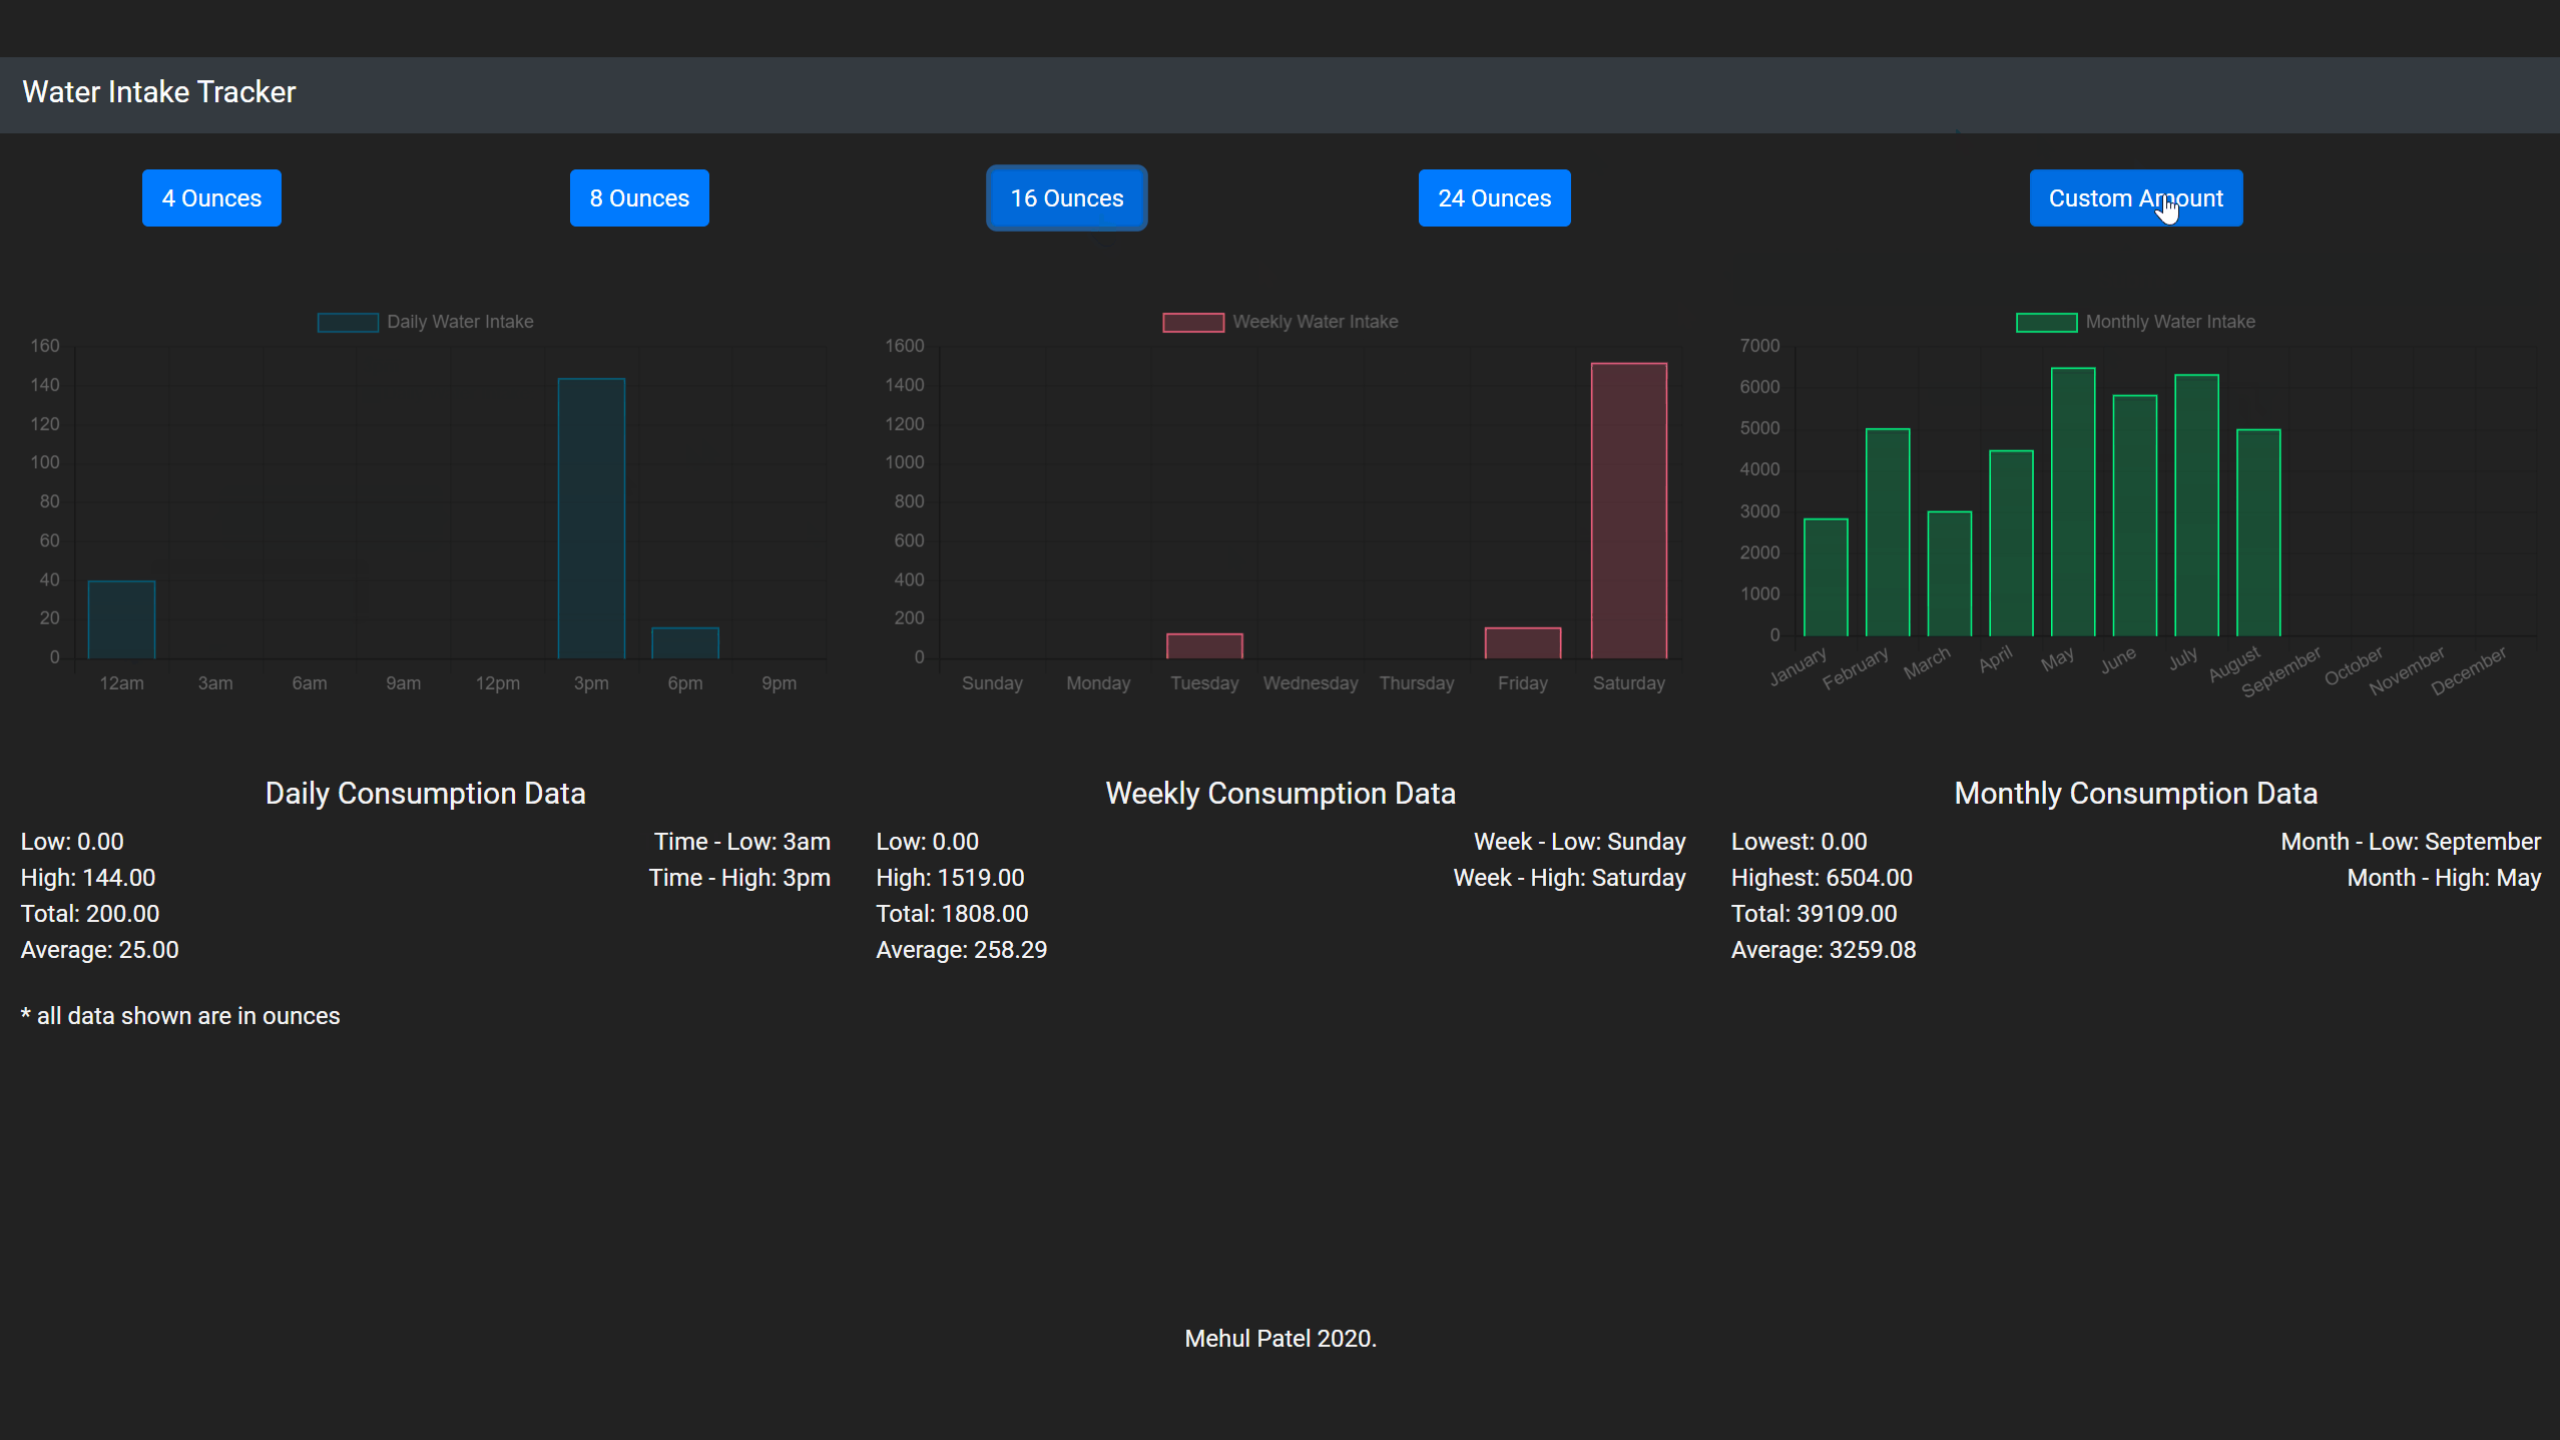 Water Intake Tracker
4 Ounces
8 Ounces
16 Ounces
24 Ounces
Custom Amount
Daily Water Intake
160
140
120
100
80
60
40
20
0
12am 3am 6am 9am 12pm 3pm 6pm 9pm
Weekly Water Intake
1600
1400
1200
1000
800
600
400
200
0
Sunday Monday Tuesday Wednesday Thursday Friday Saturday
Monthly Water Intake
7000
6000
5000
4000
3000
2000
1000
0
January February March April May June July August September October November December
Daily Consumption Data
Low: 0.00
High: 144.00
Total: 200.00
Average: 25.00
Time - Low: 3am
Time - High: 3pm
* all data shown are in ounces
Weekly Consumption Data
Low: 0.00
High: 1519.00
Total: 1808.00
Average: 258.29
Week - Low: Sunday
Week - High: Saturday
Monthly Consumption Data
Lowest: 0.00
Highest: 6504.00
Total: 39109.00
Average: 3259.08
Month - Low: September
Month - High: May
Mehul Patel 2020.